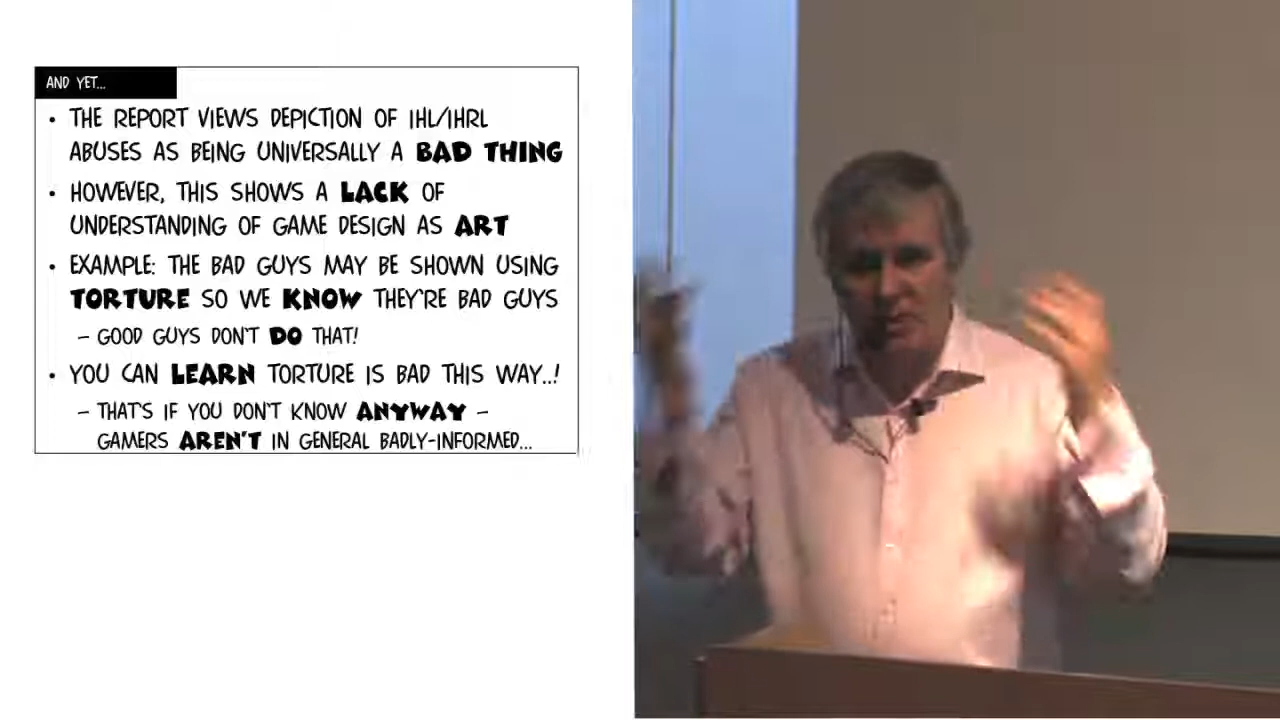 AND YET...
• THE REPORT VIEWS DEPICTION OF IHL/IHRL
ABUSES AS BEING UNIVERSALLY A BAD THING
• HOWEVER, THIS SHOWS A LACK OF
UNDERSTANDING OF GAME DESIGN AS ART
• EXAMPLE: THE BAD GUYS MAY BE SHOWN USING
TORTURE SO WE KNOW THEY'RE BAD GUYS
– GOOD GUYS DON'T DO THAT!
• YOU CAN LEARN TORTURE IS BAD THIS WAY..!
– THAT'S IF YOU DON'T KNOW ANYWAY –
GAMERS AREN'T IN GENERAL BADLY-INFORMED...